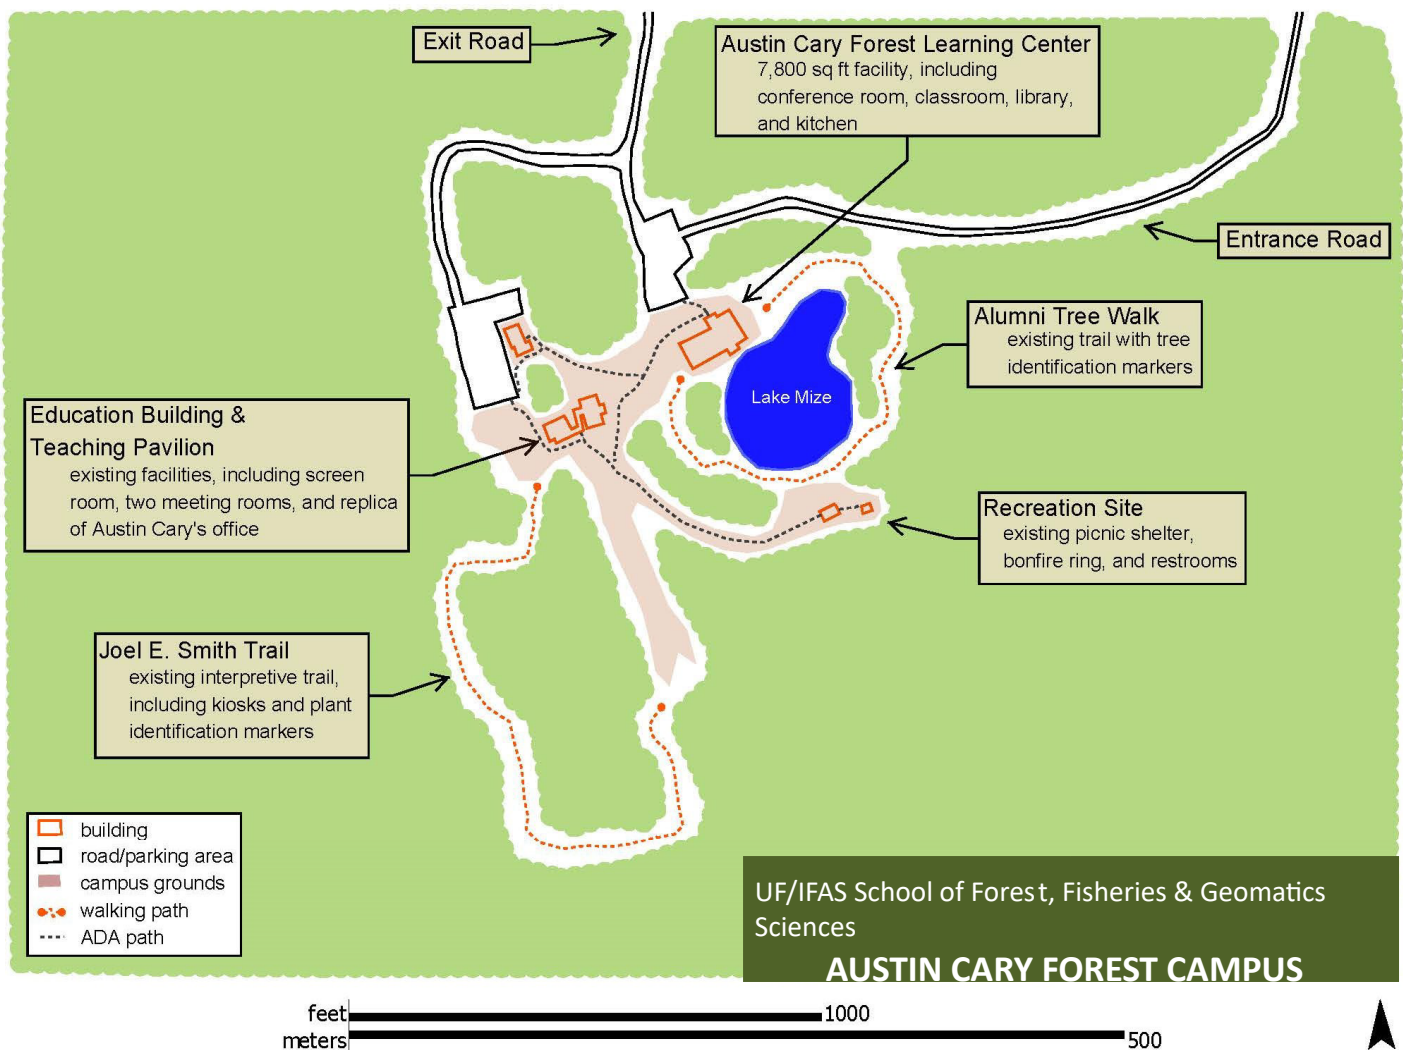 Exit Road
Austin Cary Forest Learning Center
7,800 sq ft facility, including
conference room, classroom, library,
and kitchen
Entrance Road
Alumni Tree Walk
existing trail with tree
identification markers
Lake Mize
Education Building &
Teaching Pavilion
existing facilities, including screen
room, two meeting rooms, and replica
of Austin Cary's office
Recreation Site
existing picnic shelter,
bonfire ring, and restrooms
Joel E. Smith Trail
existing interpretive trail,
including kiosks and plant
identification markers
building
road/parking area
campus grounds
walking path
ADA path
UF/IFAS School of Forest, Fisheries & Geomatics
Sciences
AUSTIN CARY FOREST CAMPUS
feet 1000
meters 500